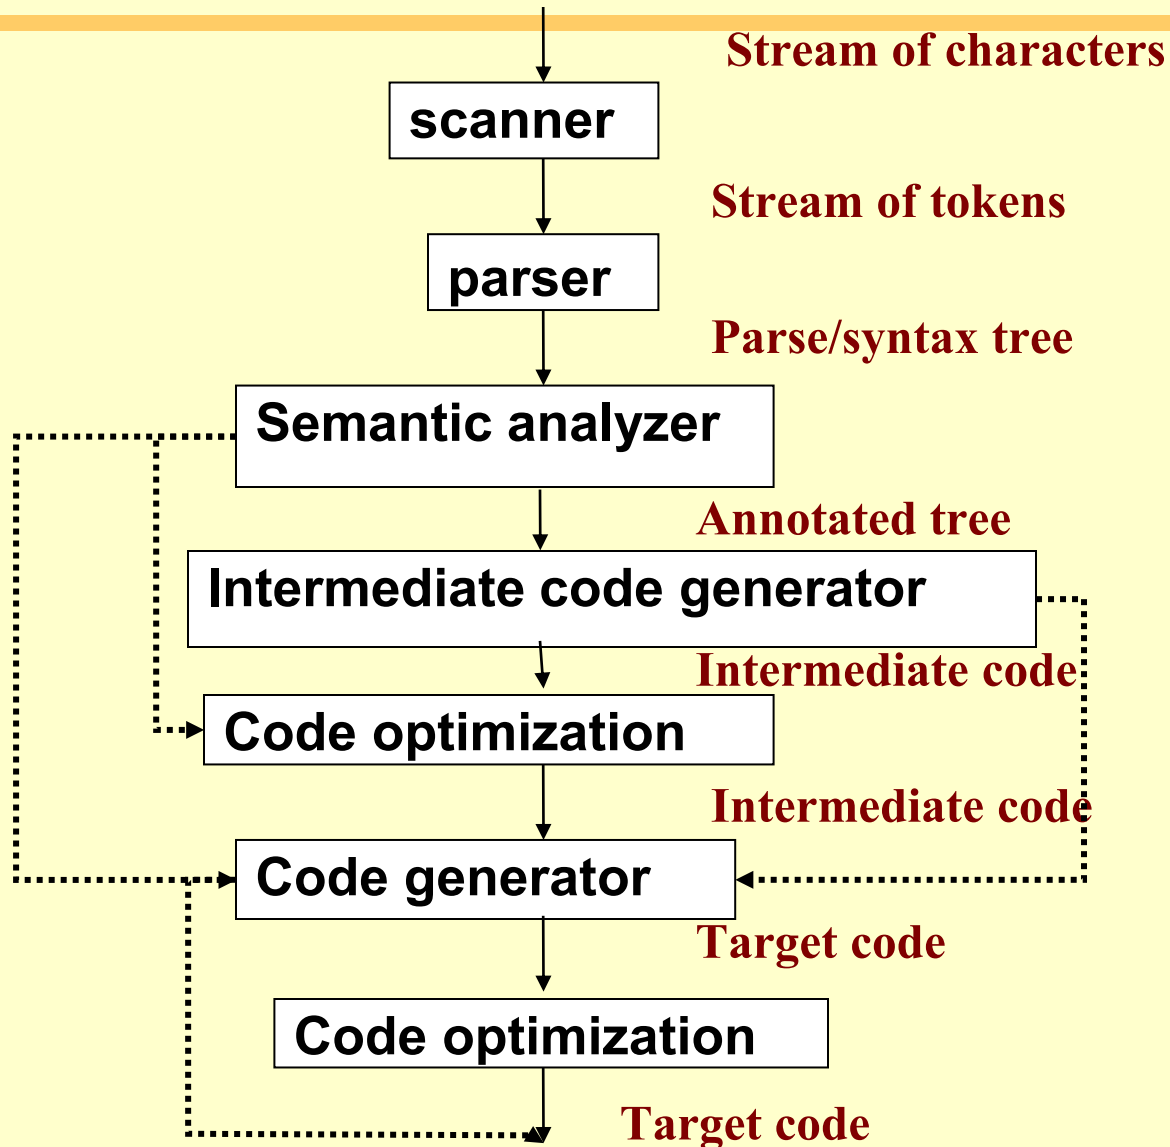 Stream of characters
scanner
Stream of tokens
parser
Parse/syntax tree
Semantic analyzer
Annotated tree
Intermediate code generator
Intermediate code
Code optimization
Intermediate code
Code generator
Target code
Code optimization
Target code